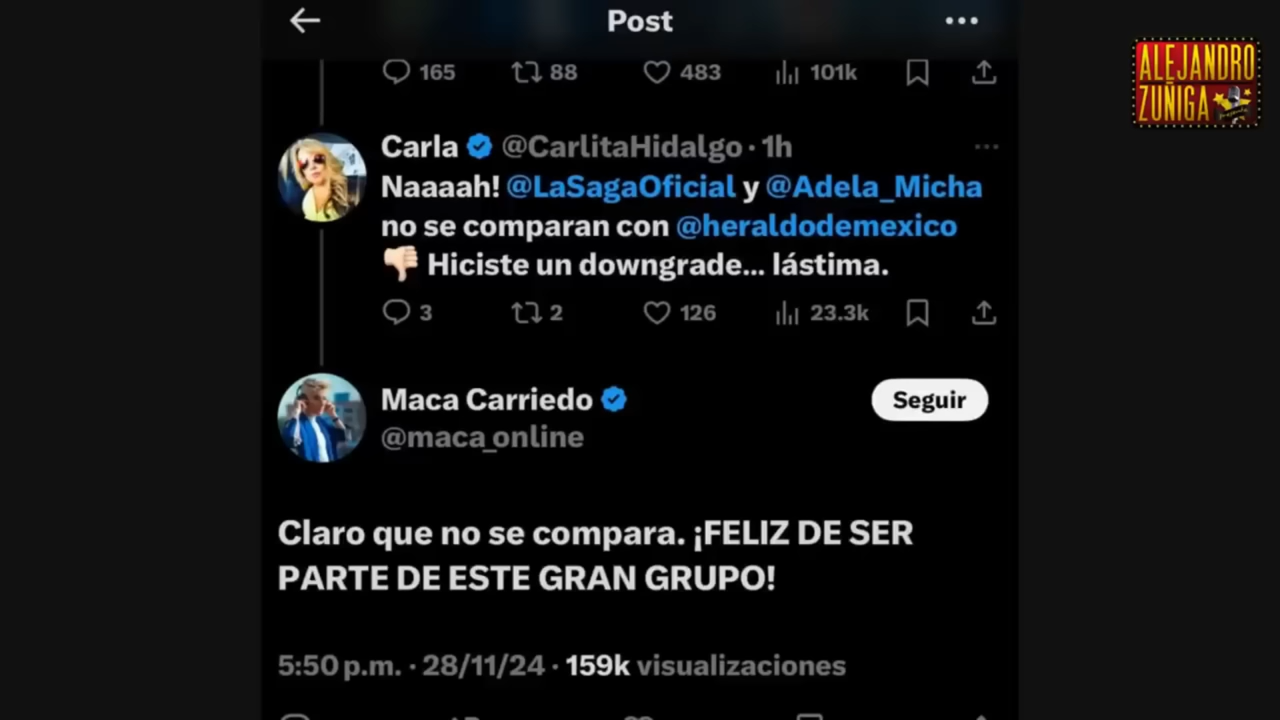 Post
165 88 483 101k
Carla @CarlitaHidalgo · 1h
Naaaah! @LaSagaOficial y @Adela_Micha
no se comparan con @heraldodemexico
👎🏻 Hiciste un downgrade... lástima.
3 2 126 23.3k
Maca Carriedo
@maca_online
Seguir
Claro que no se compara. ¡FELIZ DE SER
PARTE DE ESTE GRAN GRUPO!
5:50 p.m. · 28/11/24 · 159k visualizaciones
ALEJANDRO
ZUÑIGA